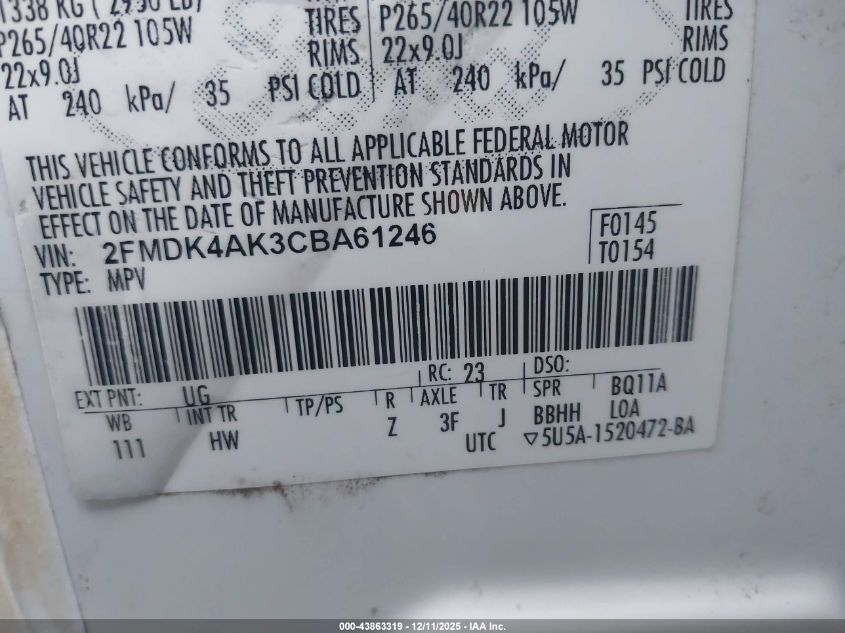 1338 KG ( 2950 LB)
P265/40R22 105W TIRES P265/40R22 105W TIRES
22x9.0J RIMS 22x9.0J RIMS
AT 240 kPa/ 35 PSI COLD AT 240 kPa/ 35 PSI COLD
THIS VEHICLE CONFORMS TO ALL APPLICABLE FEDERAL MOTOR
VEHICLE SAFETY AND THEFT PREVENTION STANDARDS IN
EFFECT ON THE DATE OF MANUFACTURE SHOWN ABOVE.
VIN: 2FMDK4AK3CBA61246 F0145
TYPE: MPV T0154
EXT PNT: UG RC: 23 DSO:
WB INT TR TP/PS R AXLE TR SPR BQ11A
111 HW Z 3F J BBHH LOA
UTC ▽5U5A-1520472-BA
000-43863319 - 12/11/2025 - IAA Inc.